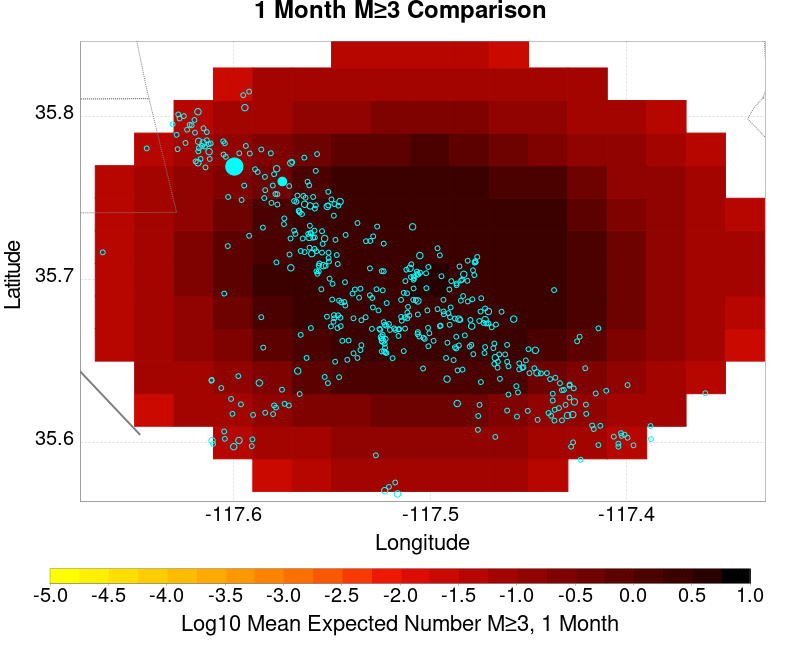 1 Month M≥3 Comparison
35.8
35.7
35.6
Latitude
-117.6 -117.5 -117.4
Longitude
-5.0 -4.5 -4.0 -3.5 -3.0 -2.5 -2.0 -1.5 -1.0 -0.5 0.0 0.5 1.0
Log10 Mean Expected Number M≥3, 1 Month